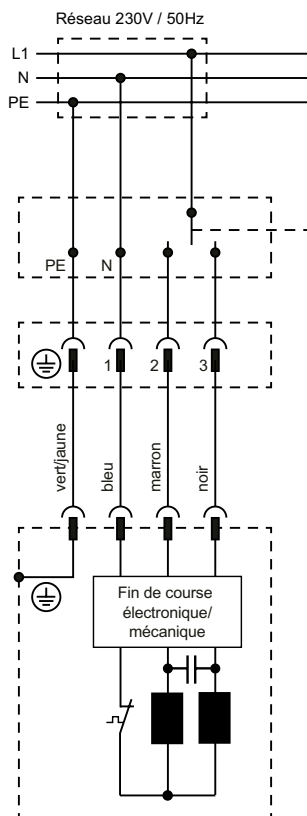 Réseau 230V / 50Hz
L1
N
PE
PE N
1 2 3
vert/jaune
bleu
marron
noir
Fin de course
électronique/
mécanique